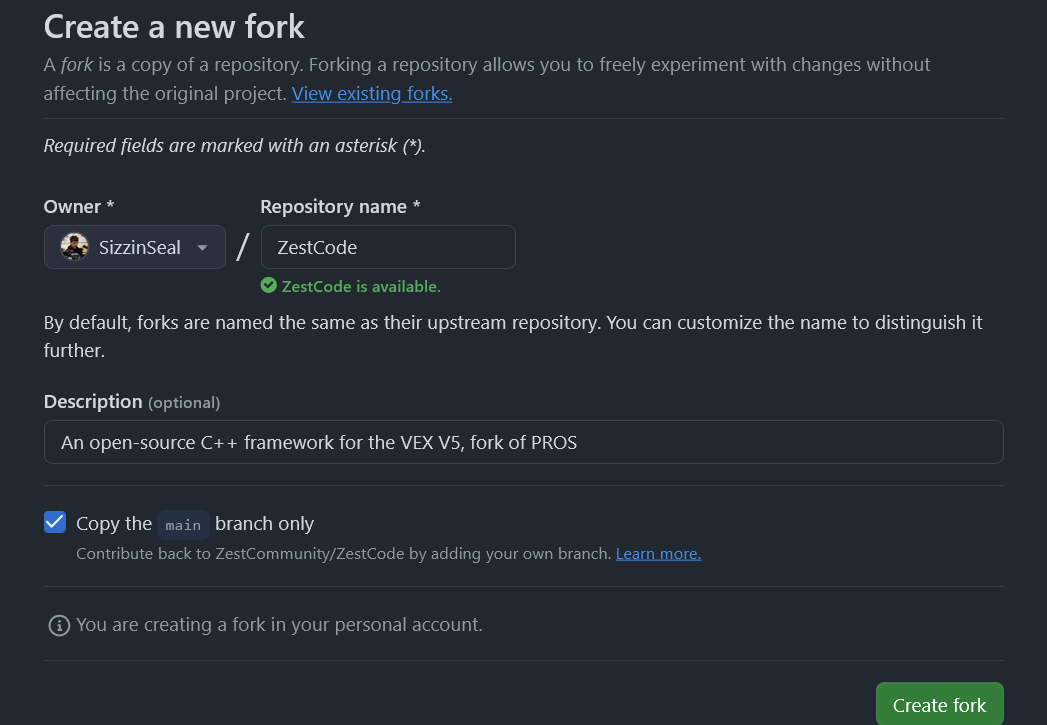 Create a new fork
A fork is a copy of a repository. Forking a repository allows you to freely experiment with changes without
affecting the original project. View existing forks.
Required fields are marked with an asterisk (*).
Owner * Repository name *
SizzinSeal / ZestCode
ZestCode is available.
By default, forks are named the same as their upstream repository. You can customize the name to distinguish it
further.
Description (optional)
An open-source C++ framework for the VEX V5, fork of PROS
Copy the main branch only
Contribute back to ZestCommunity/ZestCode by adding your own branch. Learn more.
You are creating a fork in your personal account.
Create fork